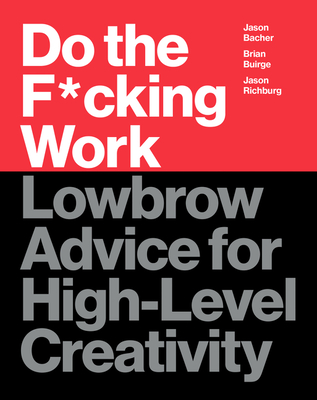 Do the
F*cking
Work
Jason
Bacher
Brian
Buirge
Jason
Richburg
Lowbrow
Advice for
High-Level
Creativity